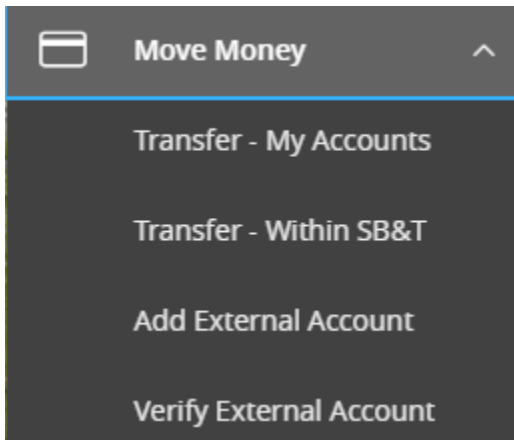 Move Money
Transfer - My Accounts
Transfer - Within SB&T
Add External Account
Verify External Account